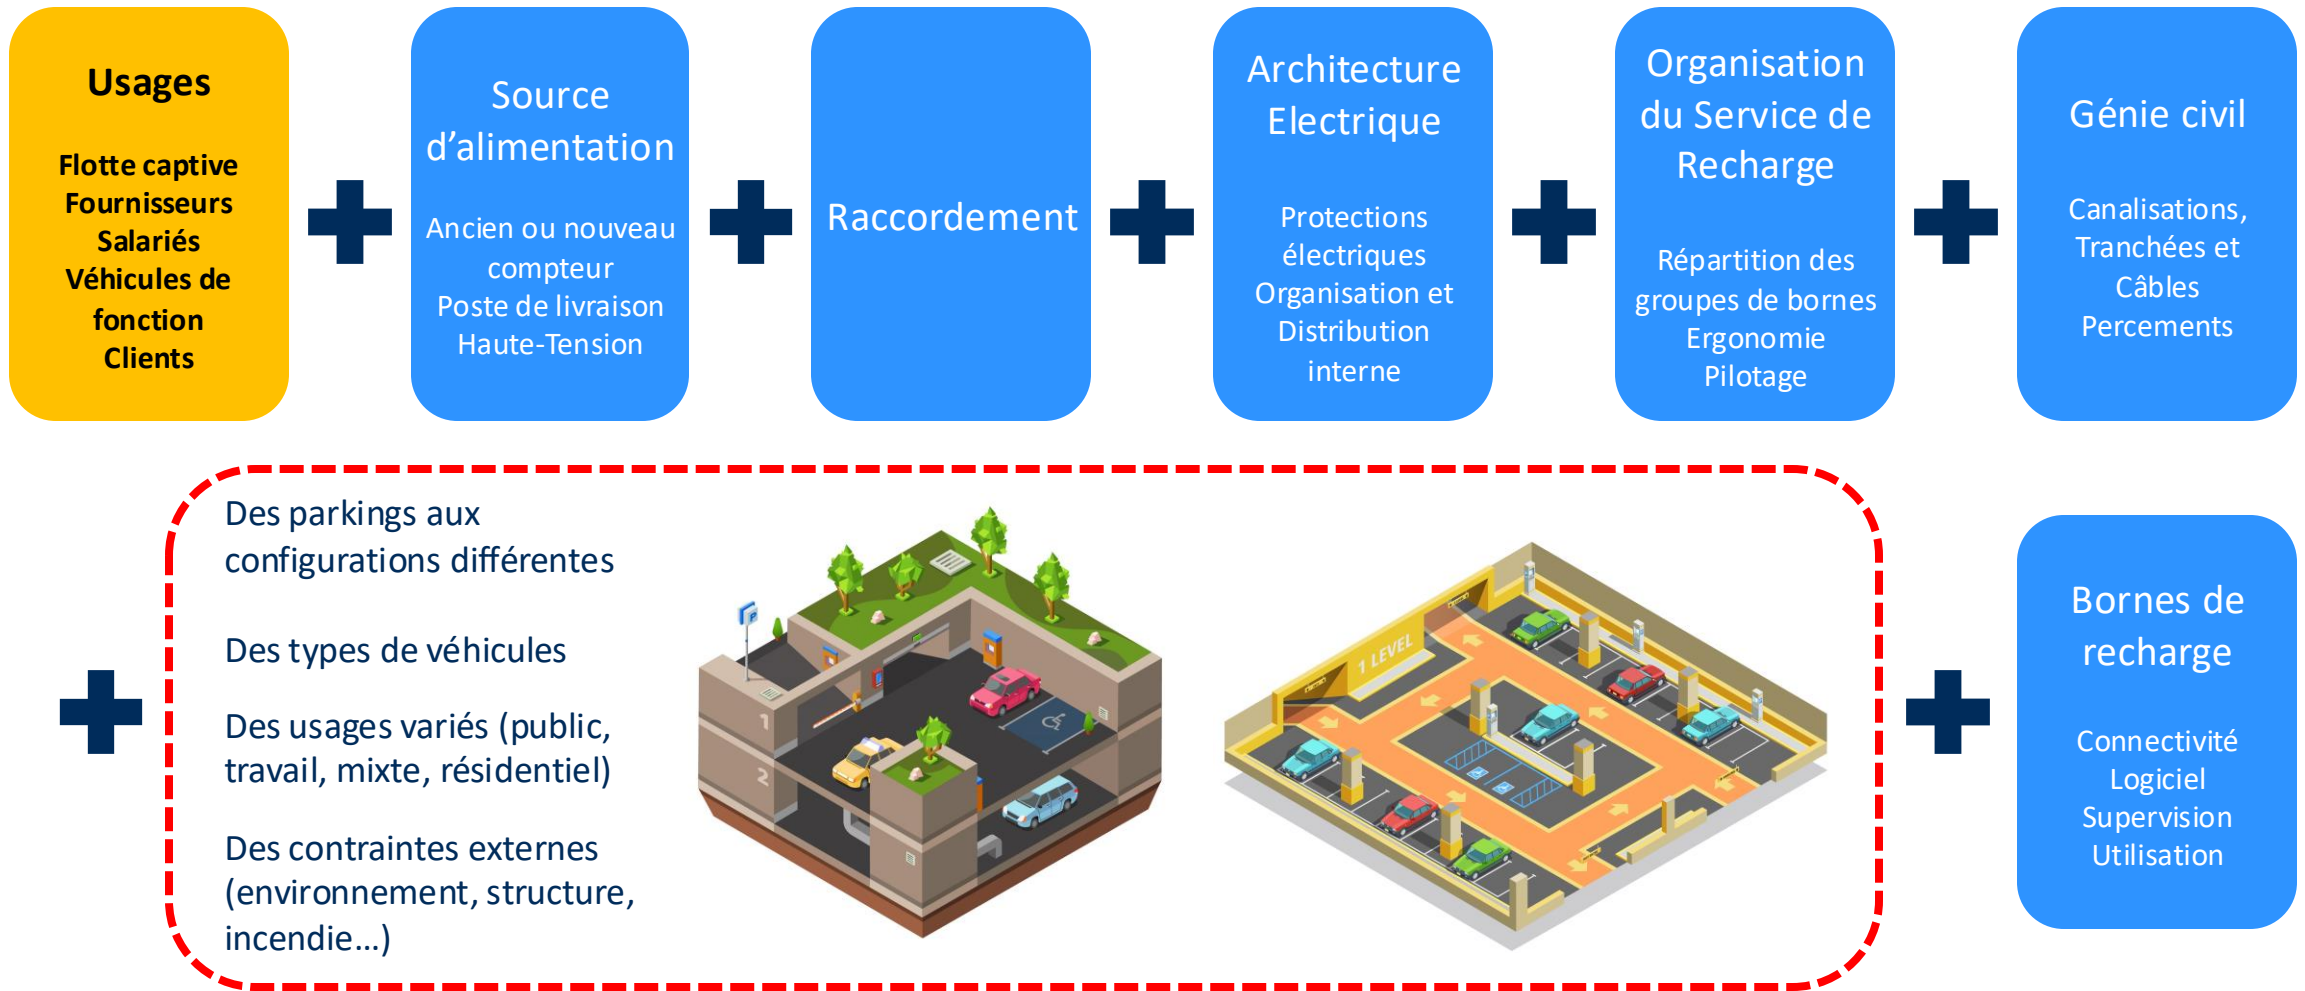 Usages
Flotte captive
Fournisseurs
Salariés
Véhicules de
fonction
Clients
Source
d’alimentation
Ancien ou nouveau
compteur
Poste de livraison
Haute-Tension
Raccordement
Architecture
Electrique
Protections
électriques
Organisation et
Distribution
interne
Organisation
du Service de
Recharge
Répartition des
groupes de bornes
Ergonomie
Pilotage
Génie civil
Canalisations,
Tranchées et
Câbles
Percements
Des parkings aux
configurations différentes
Des types de véhicules
Des usages variés (public,
travail, mixte, résidentiel)
Des contraintes externes
(environnement, structure,
incendie…)
P
1
2
1 LEVEL
Bornes de
recharge
Connectivité
Logiciel
Supervision
Utilisation